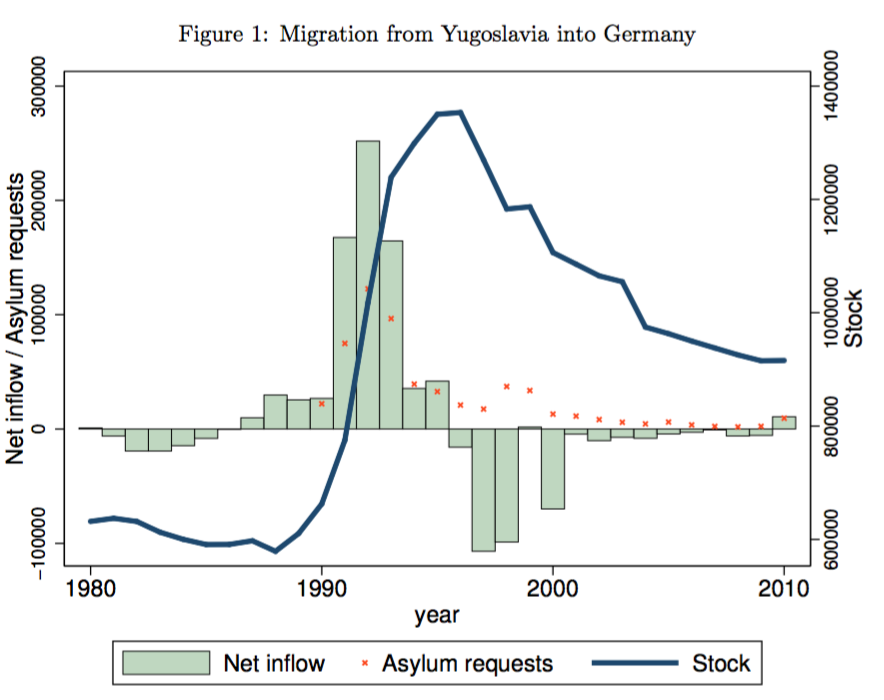 Figure 1: Migration from Yugoslavia into Germany
Net inflow / Asylum requests
300000
200000
100000
0
−100000
1400000
1200000
1000000
800000
600000
Stock
1980 1990 2000 2010
year
Net inflow Asylum requests Stock